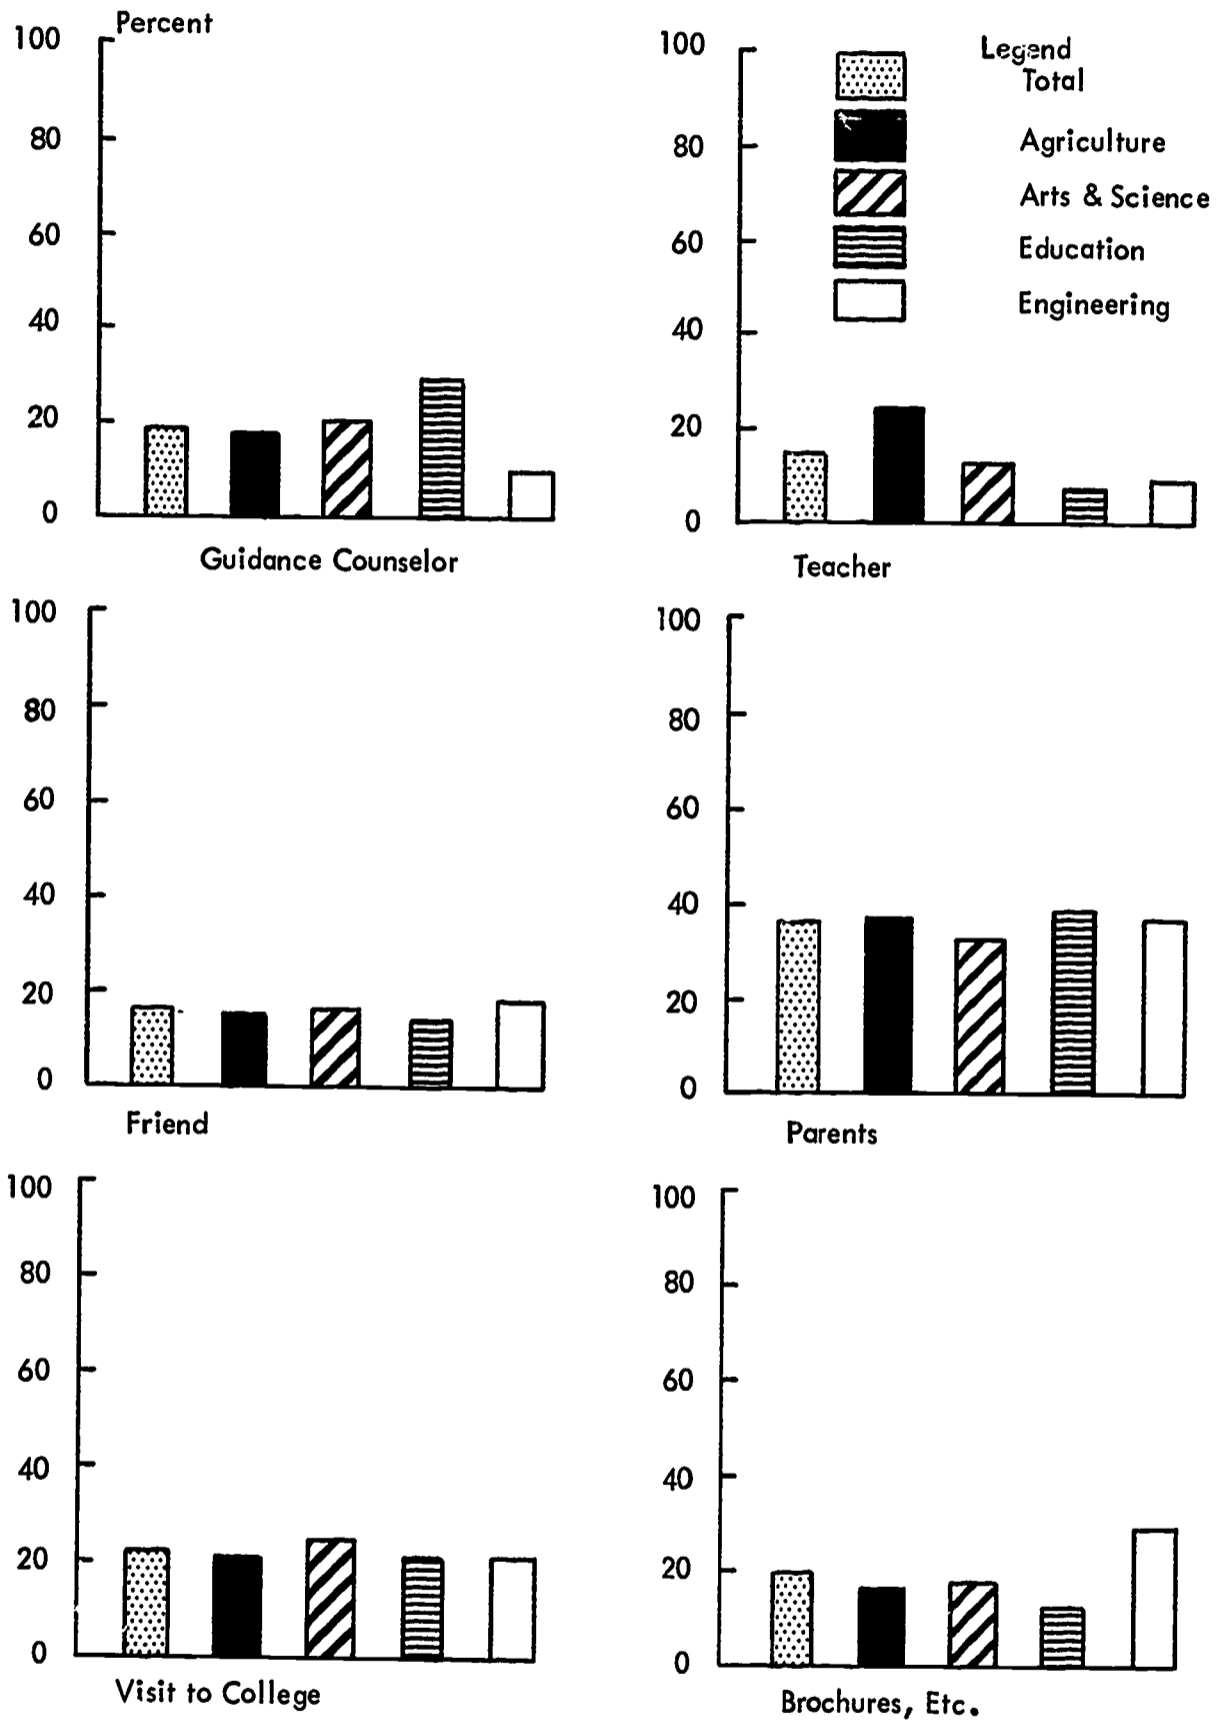 Percent
100
80
60
40
20
0
Guidance Counselor
100
80
60
40
20
0
Teacher
Legend
Total
Agriculture
Arts & Science
Education
Engineering
100
80
60
40
20
0
Friend
100
80
60
40
20
0
Parents
100
80
60
40
20
0
Visit to College
100
80
60
40
20
0
Brochures, Etc.